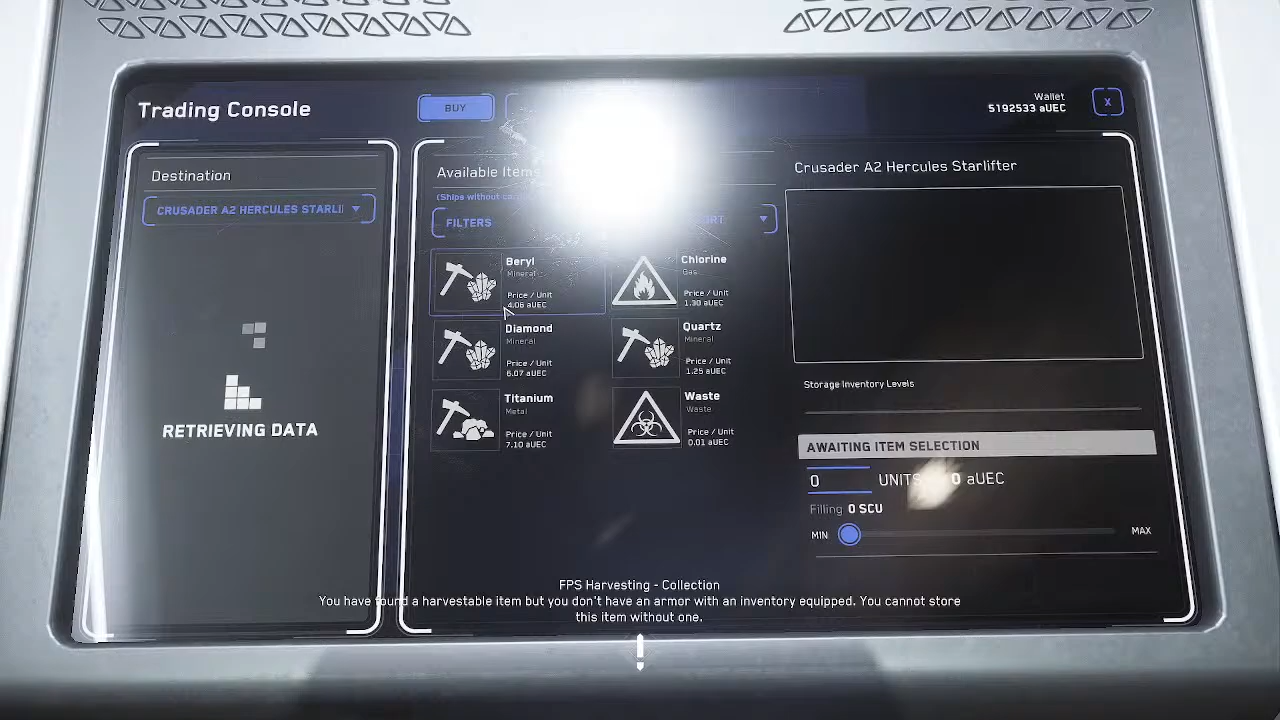 Trading Console
BUY
Wallet
5192533 aUEC
X
Destination
CRUSADER A2 HERCULES STARLI
RETRIEVING DATA
Available Items
(Ships without
FILTERS
Beryl
Mineral
Price / Unit
4.06 aUEC
Chlorine
Gas
Price / Unit
1.30 aUEC
Diamond
Mineral
Price / Unit
6.07 aUEC
Quartz
Mineral
Price / Unit
1.25 aUEC
Titanium
Metal
Price / Unit
7.10 aUEC
Waste
Waste
Price / Unit
0.01 aUEC
Crusader A2 Hercules Starlifter
Storage Inventory Levels
AWAITING ITEM SELECTION
0 UNITS 0 aUEC
Filling 0 SCU
MIN
MAX
FPS Harvesting - Collection
You have found a harvestable item but you don't have an armor with an inventory equipped. You cannot store
this item without one.
!